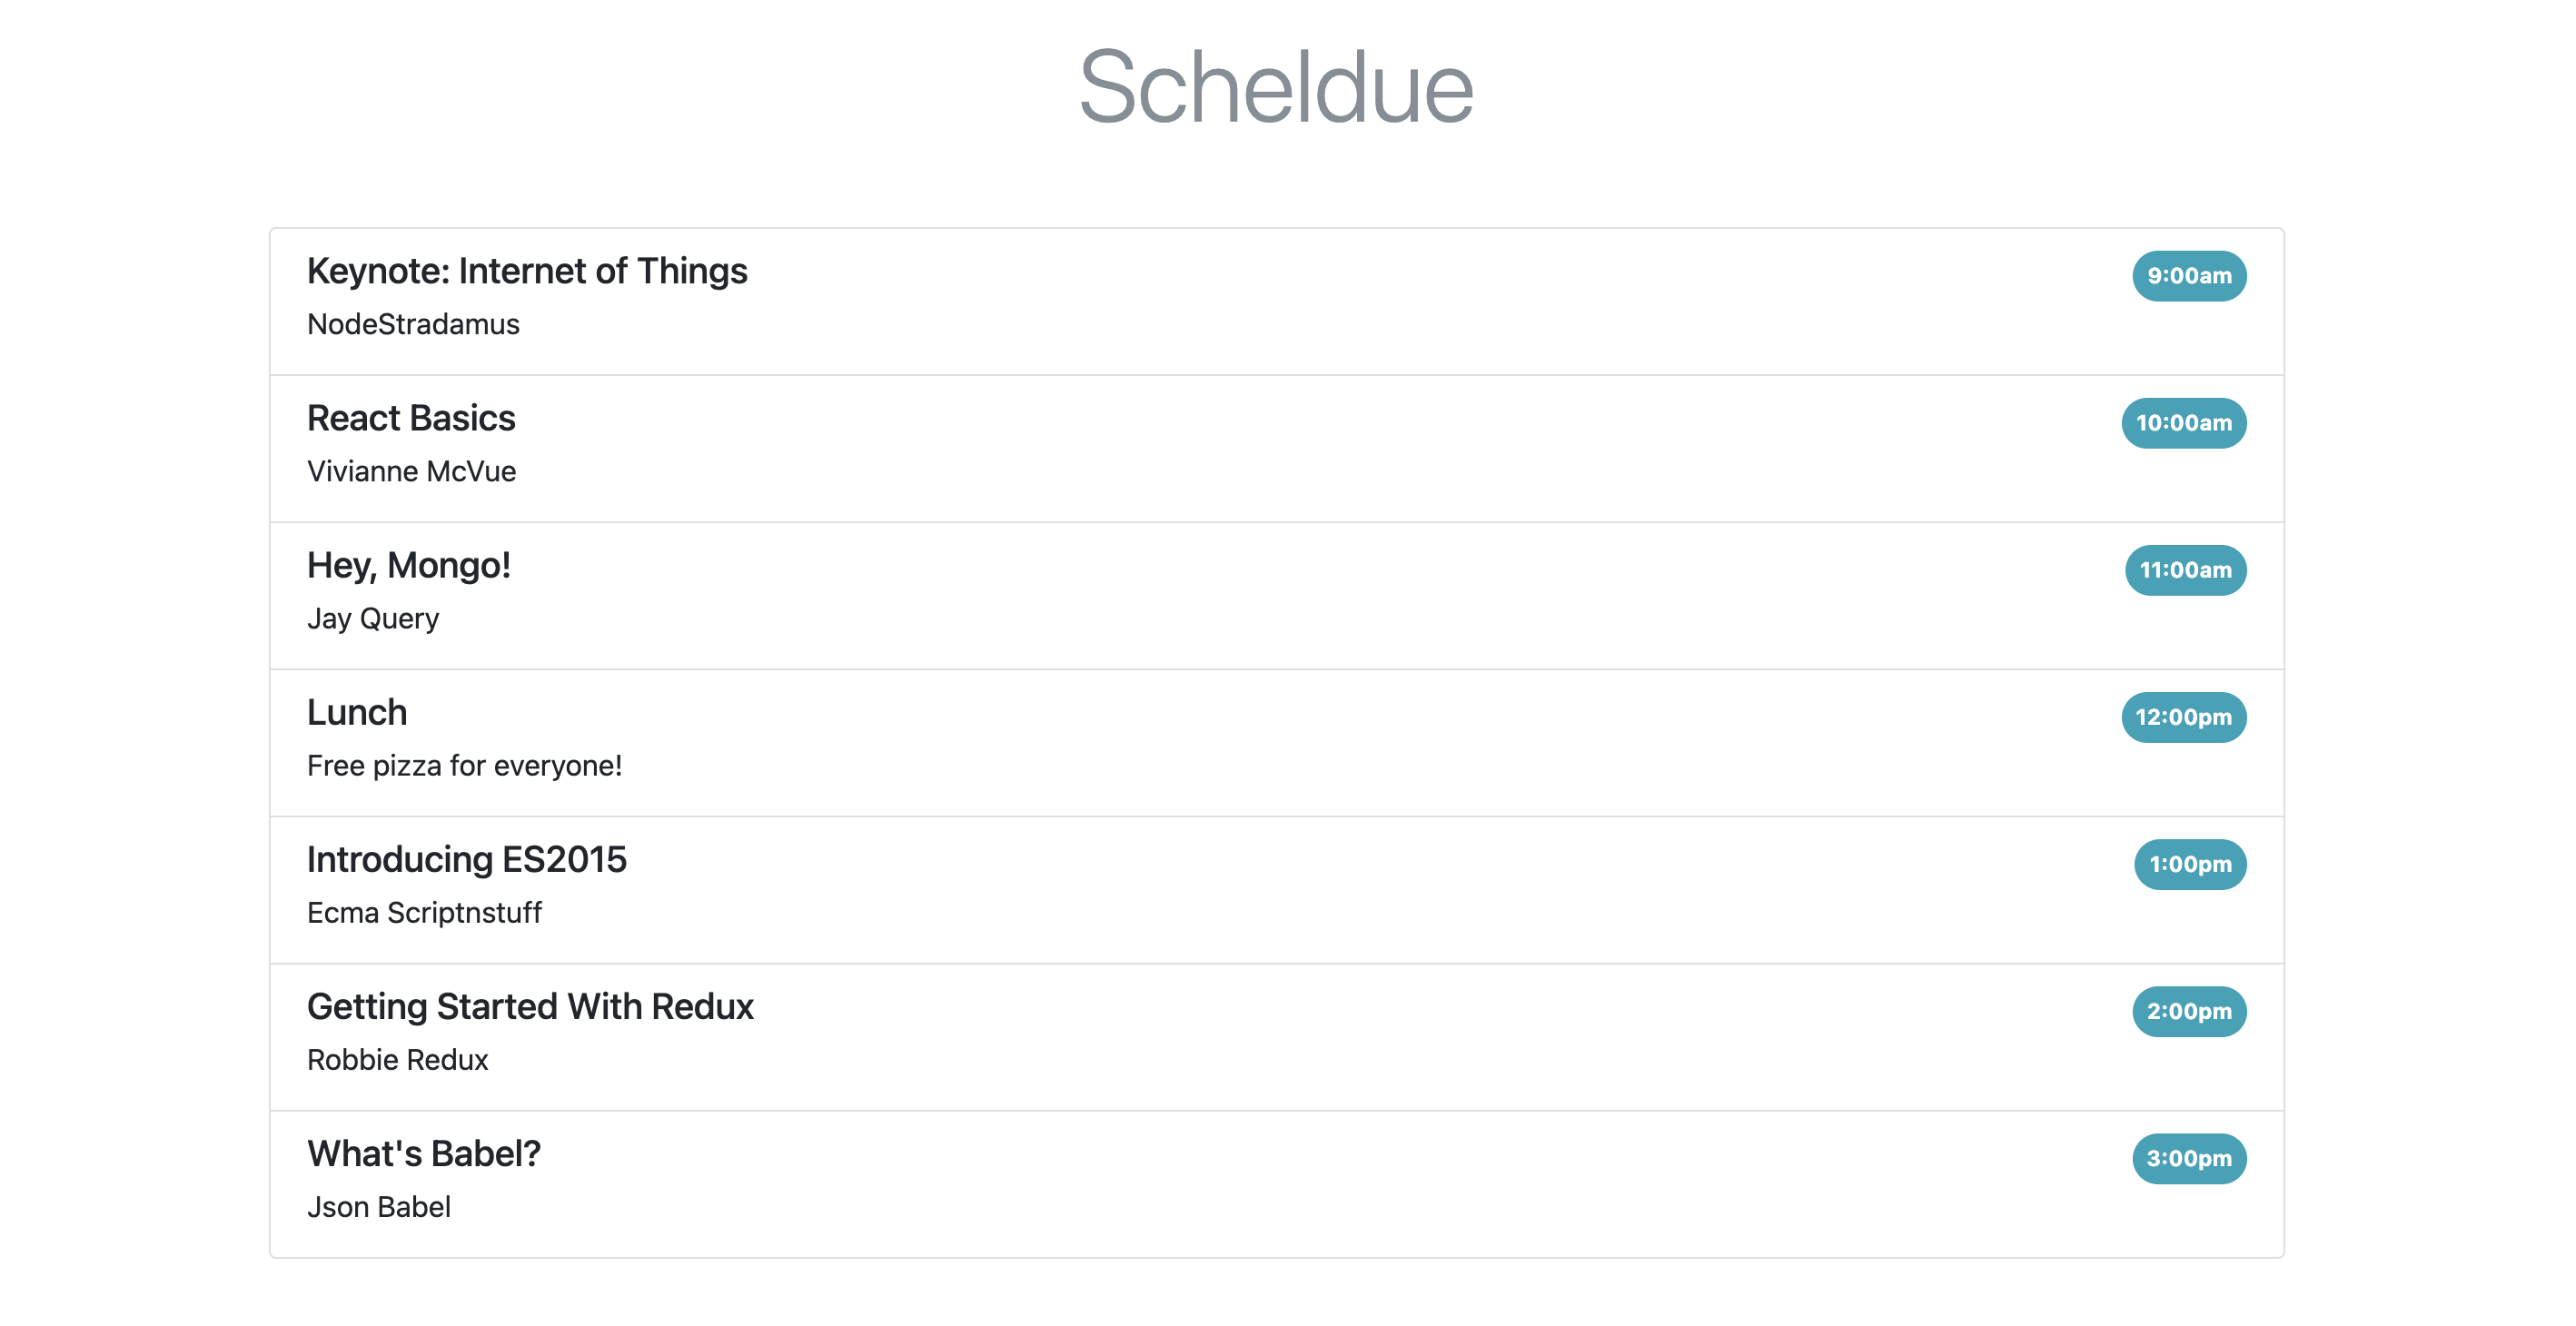 Scheldue
Keynote: Internet of Things 9:00am
NodeStradamus
React Basics 10:00am
Vivianne McVue
Hey, Mongo! 11:00am
Jay Query
Lunch 12:00pm
Free pizza for everyone!
Introducing ES2015 1:00pm
Ecma Scriptnstuff
Getting Started With Redux 2:00pm
Robbie Redux
What's Babel? 3:00pm
Json Babel